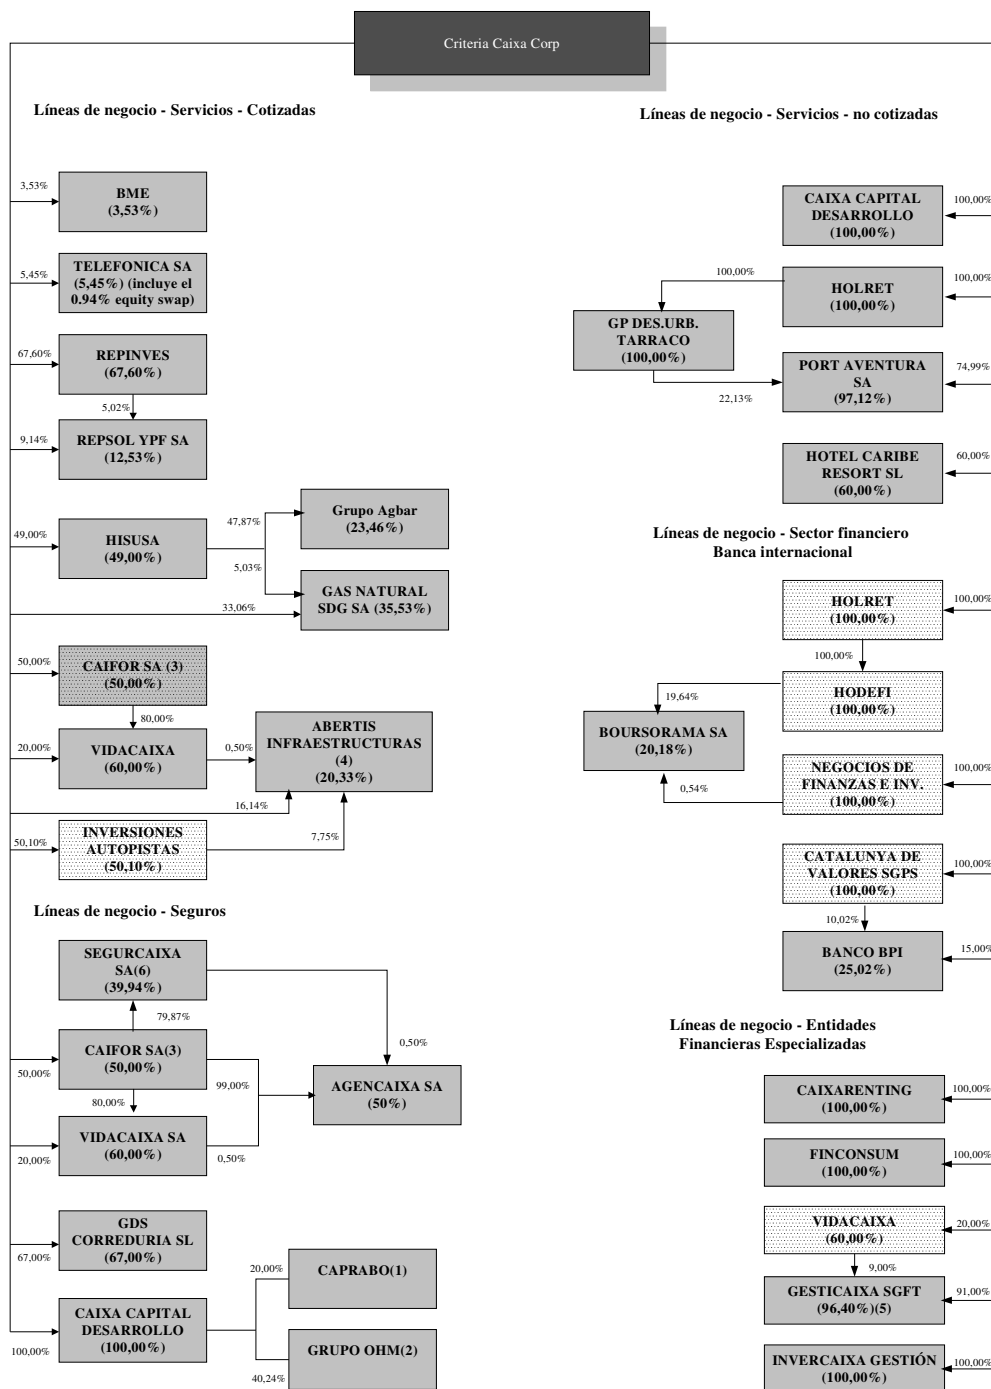 Criteria Caixa Corp
Líneas de negocio - Servicios - Cotizadas
3,53%
BME
(3,53%)
5,45%
TELEFONICA SA
(5,45%) (incluye el
0.94% equity swap)
67,60%
REPINVES
(67,60%)
5,02%
9,14%
REPSOL YPF SA
(12,53%)
49,00%
HISUSA
(49,00%)
47,87%
5,03%
Grupo Agbar
(23,46%)
GAS NATURAL
SDG SA (35,53%)
33,06%
50,00%
CAIFOR SA (3)
(50,00%)
80,00%
20,00%
VIDACAIXA
(60,00%)
0,50%
ABERTIS
INFRAESTRUCTURAS
(4)
(20,33%)
16,14%
50,10%
INVERSIONES
AUTOPISTAS
(50,10%)
7,75%
Líneas de negocio - Seguros
SEGURCAIXA
SA(6)
(39,94%)
79,87%
0,50%
CAIFOR SA(3)
(50,00%)
50,00%
99,00%
AGENCAIXA SA
(50%)
80,00%
VIDACAIXA SA
(60,00%)
20,00%
0,50%
GDS
CORREDURIA SL
(67,00%)
67,00%
CAIXA CAPITAL
DESARROLLO
(100,00%)
100,00%
20,00%
CAPRABO(1)
GRUPO OHM(2)
40,24%
Líneas de negocio - Servicios - no cotizadas
CAIXA CAPITAL
DESARROLLO
(100,00%)
100,00%
100,00%
HOLRET
(100,00%)
100,00%
GP DES.URB.
TARRACO
(100,00%)
22,13%
PORT AVENTURA
SA
(97,12%)
74,99%
HOTEL CARIBE
RESORT SL
(60,00%)
60,00%
Líneas de negocio - Sector financiero
Banca internacional
HOLRET
(100,00%)
100,00%
100,00%
HODEFI
(100,00%)
19,64%
BOURSORAMA SA
(20,18%)
0,54%
NEGOCIOS DE
FINANZAS E INV.
(100,00%)
100,00%
CATALUNYA DE
VALORES SGPS
(100,00%)
100,00%
10,02%
BANCO BPI
(25,02%)
15,00%
Líneas de negocio - Entidades
Financieras Especializadas
CAIXARENTING
(100,00%)
100,00%
FINCONSUM
(100,00%)
100,00%
VIDACAIXA
(60,00%)
20,00%
9,00%
GESTICAIXA SGFT
(96,40%)(5)
91,00%
INVERCAIXA GESTIÓN
(100,00%)
100,00%